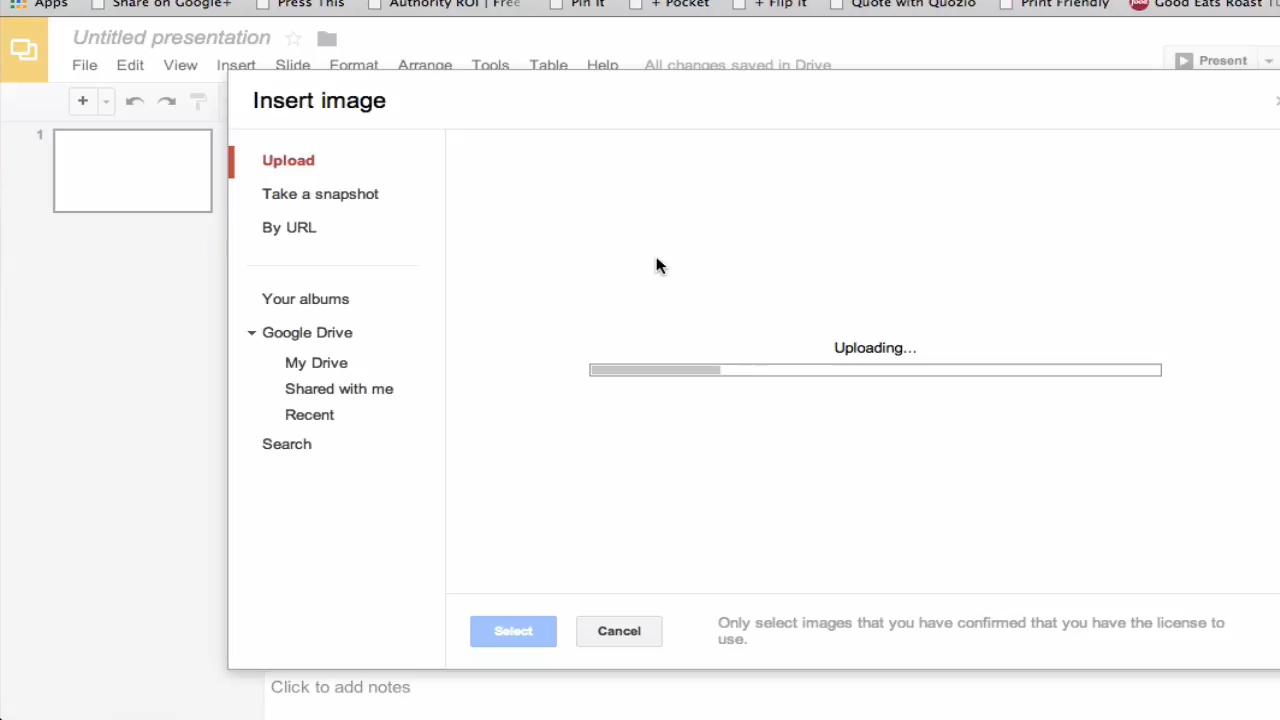 Apps Share on Google+ Press This Authority ROI | Free Pin It + Pocket + Flip It Quote with Quozio Print Friendly Good Eats Roast
Untitled presentation
File Edit View Insert Slide Format Arrange Tools Table Help All changes saved in Drive
Present
Insert image
1
Upload
Take a snapshot
By URL
Your albums
Google Drive
My Drive
Shared with me
Recent
Search
Uploading...
Select Cancel
Only select images that you have confirmed that you have the license to
use.
Click to add notes